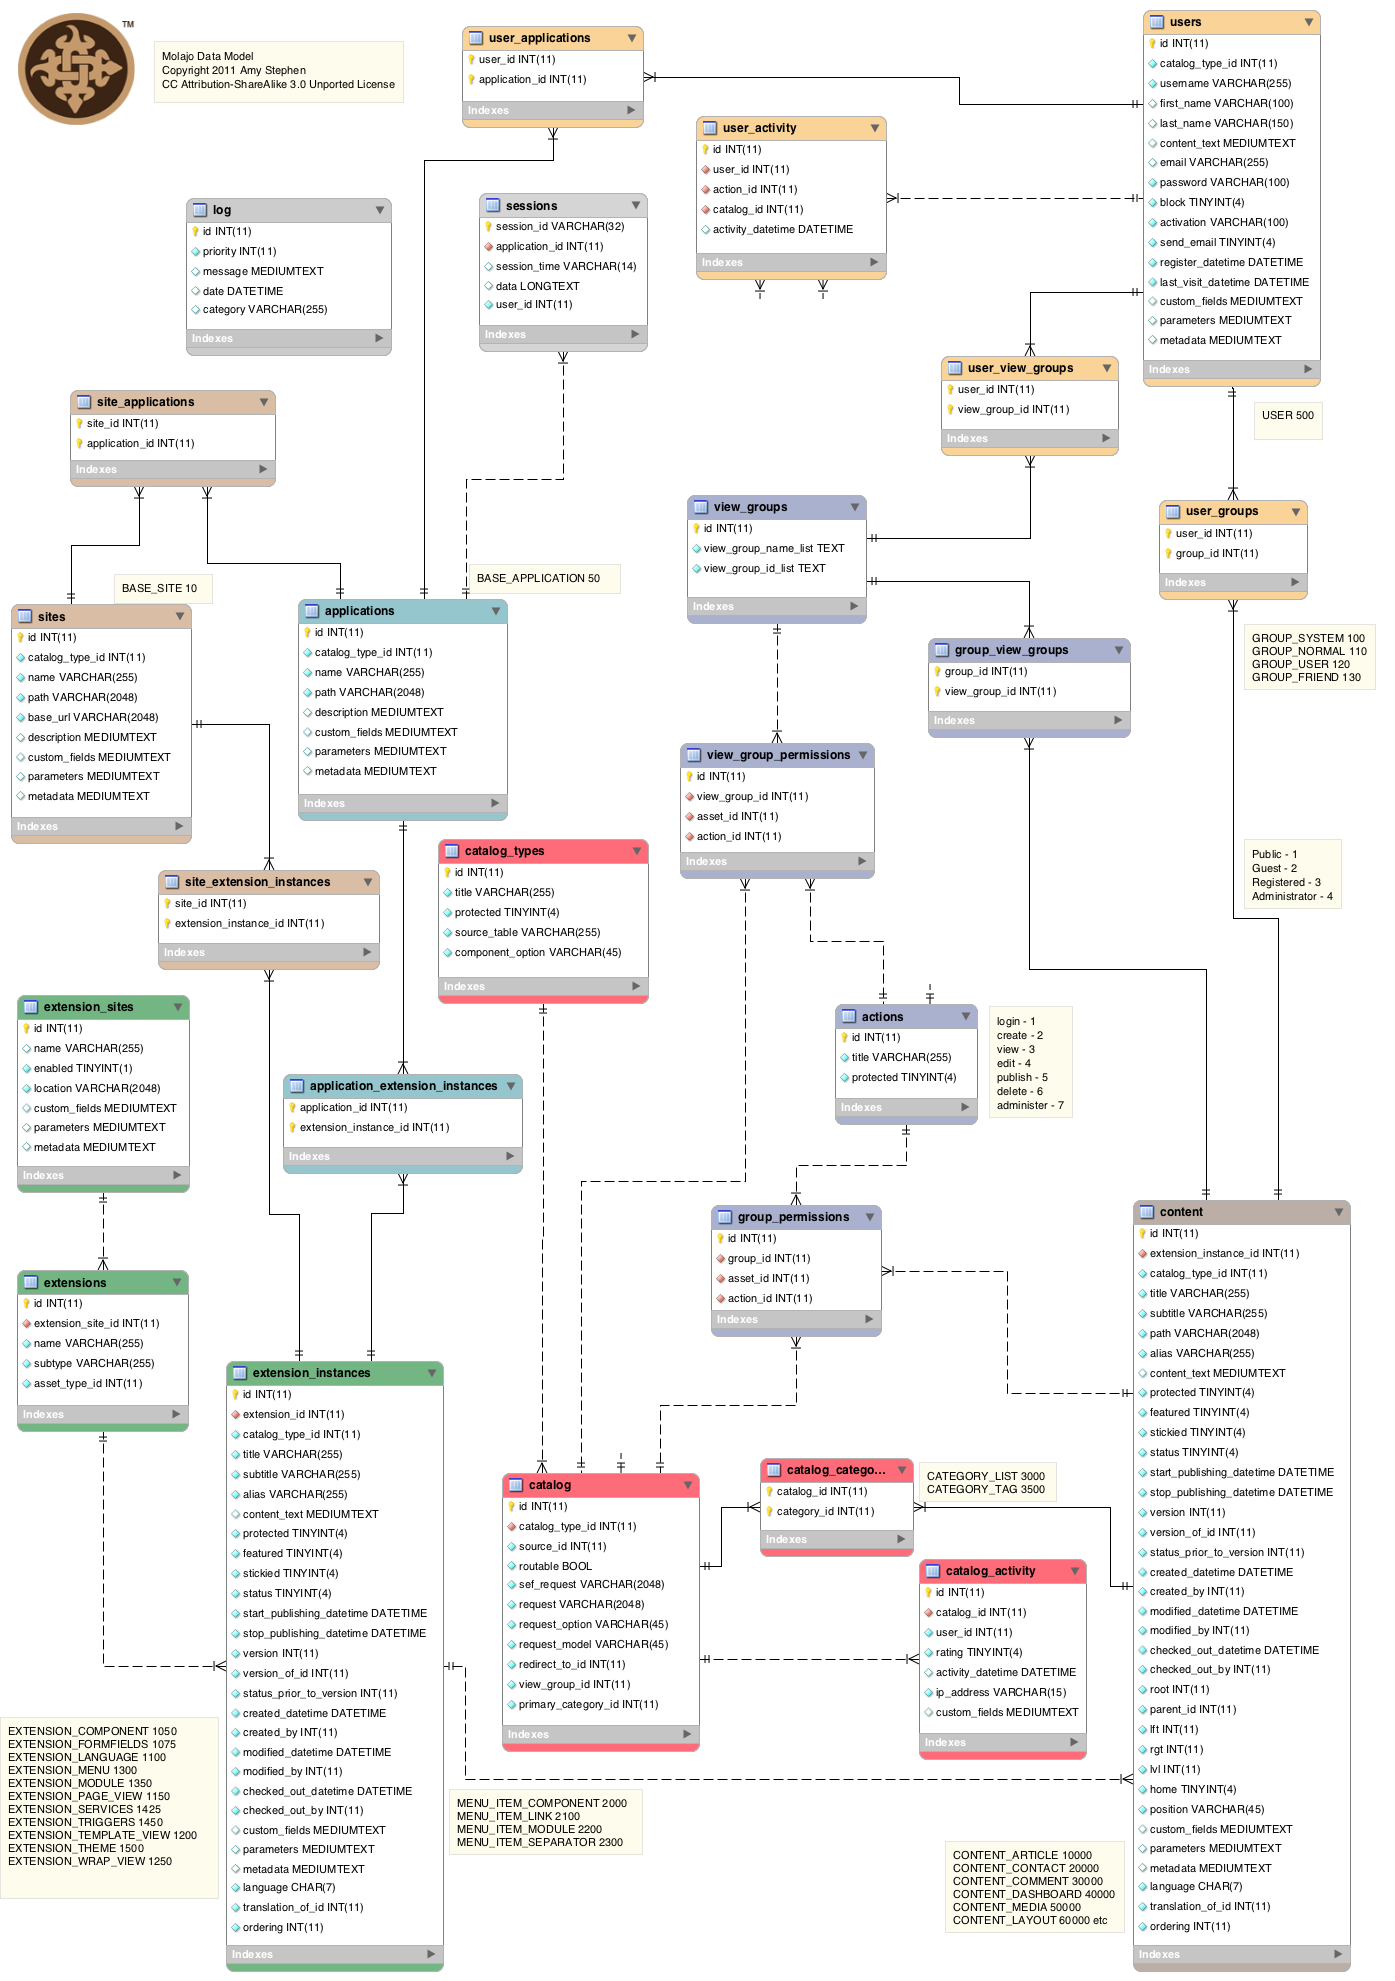 TM
Molajo Data Model
Copyright 2011 Amy Stephen
CC Attribution-ShareAlike 3.0 Unported License
user_applications
user_id INT(11)
application_id INT(11)
Indexes
users
id INT(11)
catalog_type_id INT(11)
username VARCHAR(255)
first_name VARCHAR(100)
last_name VARCHAR(150)
content_text MEDIUMTEXT
email VARCHAR(255)
password VARCHAR(100)
block TINYINT(4)
activation VARCHAR(100)
send_email TINYINT(4)
register_datetime DATETIME
last_visit_datetime DATETIME
custom_fields MEDIUMTEXT
parameters MEDIUMTEXT
metadata MEDIUMTEXT
Indexes
user_activity
id INT(11)
user_id INT(11)
action_id INT(11)
catalog_id INT(11)
activity_datetime DATETIME
Indexes
log
id INT(11)
priority INT(11)
message MEDIUMTEXT
date DATETIME
category VARCHAR(255)
Indexes
sessions
session_id VARCHAR(32)
application_id INT(11)
session_time VARCHAR(14)
data LONGTEXT
user_id INT(11)
Indexes
user_view_groups
user_id INT(11)
view_group_id INT(11)
Indexes
USER 500
site_applications
site_id INT(11)
application_id INT(11)
Indexes
view_groups
id INT(11)
view_group_name_list TEXT
view_group_id_list TEXT
Indexes
user_groups
user_id INT(11)
group_id INT(11)
Indexes
BASE_SITE 10
BASE_APPLICATION 50
GROUP_SYSTEM 100
GROUP_NORMAL 110
GROUP_USER 120
GROUP_FRIEND 130
sites
id INT(11)
catalog_type_id INT(11)
name VARCHAR(255)
path VARCHAR(2048)
base_url VARCHAR(2048)
description MEDIUMTEXT
custom_fields MEDIUMTEXT
parameters MEDIUMTEXT
metadata MEDIUMTEXT
Indexes
applications
id INT(11)
catalog_type_id INT(11)
name VARCHAR(255)
path VARCHAR(2048)
description MEDIUMTEXT
custom_fields MEDIUMTEXT
parameters MEDIUMTEXT
metadata MEDIUMTEXT
Indexes
group_view_groups
group_id INT(11)
view_group_id INT(11)
Indexes
view_group_permissions
id INT(11)
view_group_id INT(11)
asset_id INT(11)
action_id INT(11)
Indexes
catalog_types
id INT(11)
title VARCHAR(255)
protected TINYINT(4)
source_table VARCHAR(255)
component_option VARCHAR(45)
Indexes
Public - 1
Guest - 2
Registered - 3
Administrator - 4
site_extension_instances
site_id INT(11)
extension_instance_id INT(11)
Indexes
extension_sites
id INT(11)
name VARCHAR(255)
enabled TINYINT(1)
location VARCHAR(2048)
custom_fields MEDIUMTEXT
parameters MEDIUMTEXT
metadata MEDIUMTEXT
Indexes
actions
id INT(11)
title VARCHAR(255)
protected TINYINT(4)
Indexes
login - 1
create - 2
view - 3
edit - 4
publish - 5
delete - 6
administer - 7
application_extension_instances
application_id INT(11)
extension_instance_id INT(11)
Indexes
group_permissions
id INT(11)
group_id INT(11)
asset_id INT(11)
action_id INT(11)
Indexes
content
id INT(11)
extension_instance_id INT(11)
catalog_type_id INT(11)
title VARCHAR(255)
subtitle VARCHAR(255)
path VARCHAR(2048)
alias VARCHAR(255)
content_text MEDIUMTEXT
protected TINYINT(4)
featured TINYINT(4)
stickied TINYINT(4)
status TINYINT(4)
start_publishing_datetime DATETIME
stop_publishing_datetime DATETIME
version INT(11)
version_of_id INT(11)
status_prior_to_version INT(11)
created_datetime DATETIME
created_by INT(11)
modified_datetime DATETIME
modified_by INT(11)
checked_out_datetime DATETIME
checked_out_by INT(11)
root INT(11)
parent_id INT(11)
lft INT(11)
rgt INT(11)
lvl INT(11)
home TINYINT(4)
position VARCHAR(45)
custom_fields MEDIUMTEXT
parameters MEDIUMTEXT
metadata MEDIUMTEXT
language CHAR(7)
translation_of_id INT(11)
ordering INT(11)
Indexes
extensions
id INT(11)
extension_site_id INT(11)
name VARCHAR(255)
subtype VARCHAR(255)
asset_type_id INT(11)
Indexes
extension_instances
id INT(11)
extension_id INT(11)
catalog_type_id INT(11)
title VARCHAR(255)
subtitle VARCHAR(255)
alias VARCHAR(255)
content_text MEDIUMTEXT
protected TINYINT(4)
featured TINYINT(4)
stickied TINYINT(4)
status TINYINT(4)
start_publishing_datetime DATETIME
stop_publishing_datetime DATETIME
version INT(11)
version_of_id INT(11)
status_prior_to_version INT(11)
created_datetime DATETIME
created_by INT(11)
modified_datetime DATETIME
modified_by INT(11)
checked_out_datetime DATETIME
checked_out_by INT(11)
custom_fields MEDIUMTEXT
parameters MEDIUMTEXT
metadata MEDIUMTEXT
language CHAR(7)
translation_of_id INT(11)
ordering INT(11)
Indexes
catalog
id INT(11)
catalog_type_id INT(11)
source_id INT(11)
routable BOOL
sef_request VARCHAR(2048)
request VARCHAR(2048)
request_option VARCHAR(45)
request_model VARCHAR(45)
redirect_to_id INT(11)
view_group_id INT(11)
primary_category_id INT(11)
Indexes
catalog_catego...
catalog_id INT(11)
category_id INT(11)
Indexes
CATEGORY_LIST 3000
CATEGORY_TAG 3500
catalog_activity
id INT(11)
catalog_id INT(11)
user_id INT(11)
rating TINYINT(4)
activity_datetime DATETIME
ip_address VARCHAR(15)
custom_fields MEDIUMTEXT
Indexes
EXTENSION_COMPONENT 1050
EXTENSION_FORMFIELDS 1075
EXTENSION_LANGUAGE 1100
EXTENSION_MENU 1300
EXTENSION_MODULE 1350
EXTENSION_PAGE_VIEW 1150
EXTENSION_SERVICES 1425
EXTENSION_TRIGGERS 1450
EXTENSION_TEMPLATE_VIEW 1200
EXTENSION_THEME 1500
EXTENSION_WRAP_VIEW 1250
MENU_ITEM_COMPONENT 2000
MENU_ITEM_LINK 2100
MENU_ITEM_MODULE 2200
MENU_ITEM_SEPARATOR 2300
CONTENT_ARTICLE 10000
CONTENT_CONTACT 20000
CONTENT_COMMENT 30000
CONTENT_DASHBOARD 40000
CONTENT_MEDIA 50000
CONTENT_LAYOUT 60000 etc